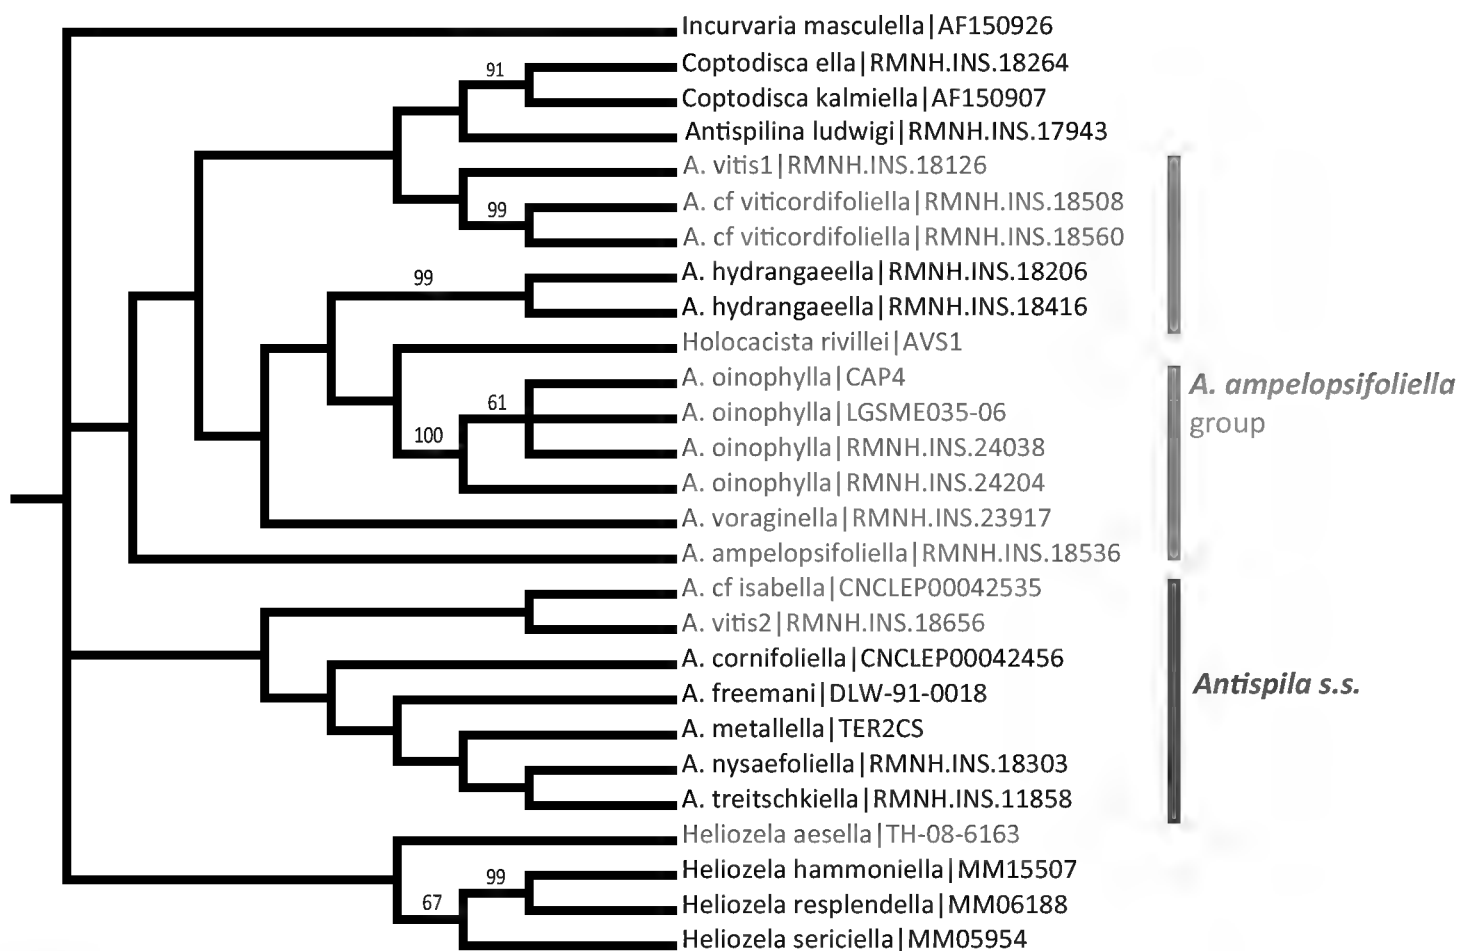 Incurvaria masculella|AF150926
91
Coptodisca ella|RMNH.INS.18264
Coptodisca kalmiella|AF150907
Antispilina ludwigi|RMNH.INS.17943
A. vitis1|RMNH.INS.18126
99
A. cf viticordifoliella|RMNH.INS.18508
A. cf viticordifoliella|RMNH.INS.18560
99
A. hydrangaeella|RMNH.INS.18206
A. hydrangaeella|RMNH.INS.18416
Holocacista rivillei|AVS1
A. oinophylla|CAP4
61
A. oinophylla|LGSME035-06
100
A. oinophylla|RMNH.INS.24038
A. oinophylla|RMNH.INS.24204
A. voraginella|RMNH.INS.23917
A. ampelopsifoliella|RMNH.INS.18536
A. ampelopsifoliella
group
A. cf isabella|CNCLEP00042535
A. vitis2|RMNH.INS.18656
A. cornifoliella|CNCLEP00042456
A. freemani|DLW-91-0018
A. metallella|TER2CS
A. nysaefoliella|RMNH.INS.18303
A. treitschkiella|RMNH.INS.11858
Antispila s.s.
Heliozela aesella|TH-08-6163
99
Heliozela hammoniella|MM15507
67
Heliozela resplendella|MM06188
Heliozela sericiella|MM05954